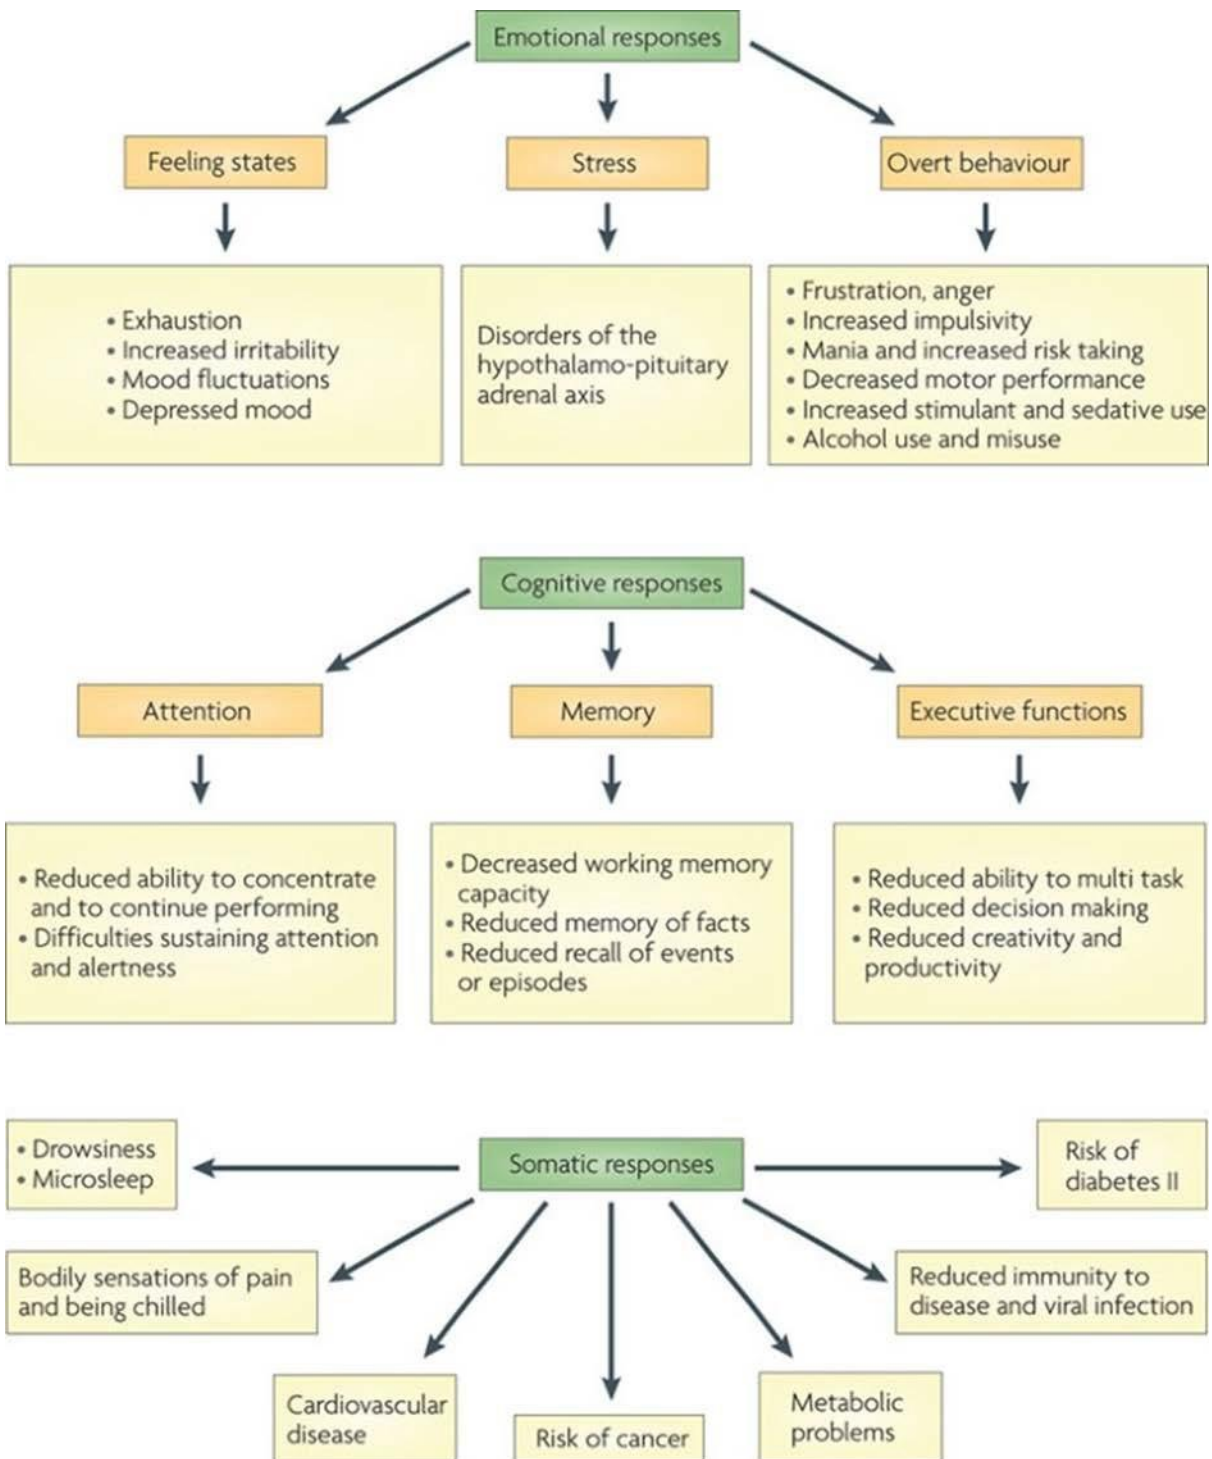 Emotional responses
Feeling states
Stress
Overt behaviour
• Exhaustion
• Increased irritability
• Mood fluctuations
• Depressed mood
Disorders of the
hypothalamo-pituitary
adrenal axis
• Frustration, anger
• Increased impulsivity
• Mania and increased risk taking
• Decreased motor performance
• Increased stimulant and sedative use
• Alcohol use and misuse
Cognitive responses
Attention
Memory
Executive functions
• Reduced ability to concentrate
and to continue performing
• Difficulties sustaining attention
and alertness
• Decreased working memory
capacity
• Reduced memory of facts
• Reduced recall of events
or episodes
• Reduced ability to multi task
• Reduced decision making
• Reduced creativity and
productivity
Somatic responses
• Drowsiness
• Microsleep
Risk of
diabetes II
Bodily sensations of pain
and being chilled
Reduced immunity to
disease and viral infection
Cardiovascular
disease
Risk of cancer
Metabolic
problems